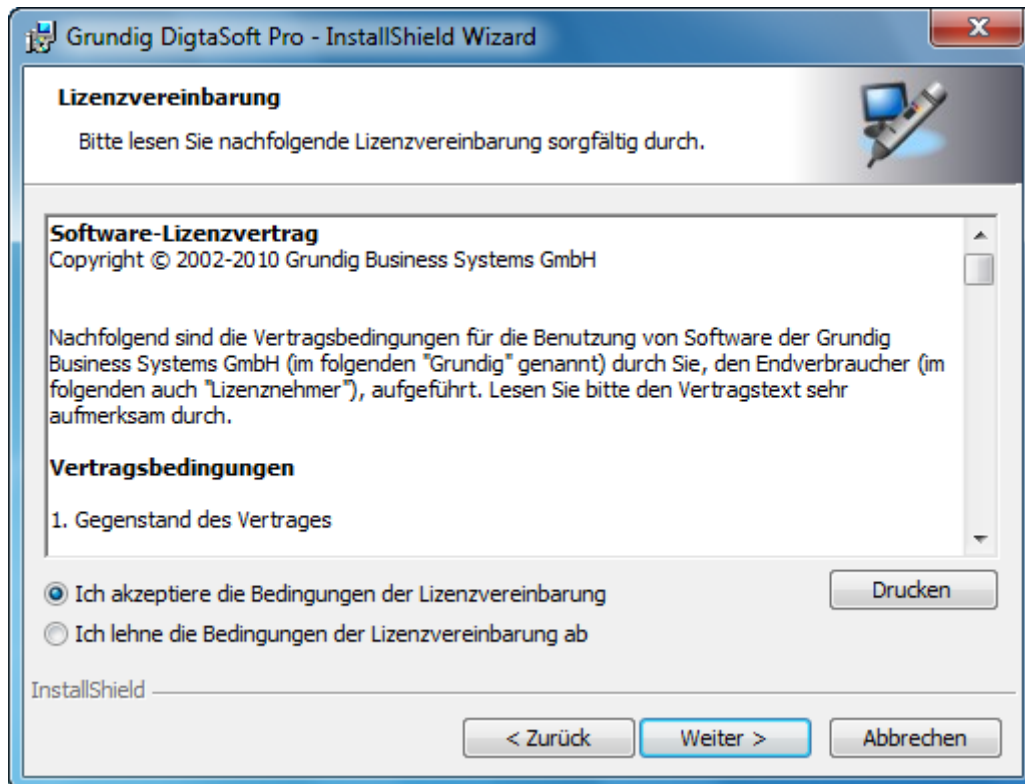 Grundig DigtaSoft Pro - InstallShield Wizard
Lizenzvereinbarung
Bitte lesen Sie nachfolgende Lizenzvereinbarung sorgfältig durch.
Software-Lizenzvertrag
Copyright © 2002-2010 Grundig Business Systems GmbH
Nachfolgend sind die Vertragsbedingungen für die Benutzung von Software der Grundig
Business Systems GmbH (im folgenden "Grundig" genannt) durch Sie, den Endverbraucher (im
folgenden auch "Lizenznehmer"), aufgeführt. Lesen Sie bitte den Vertragstext sehr
aufmerksam durch.
Vertragsbedingungen
1. Gegenstand des Vertrages
Ich akzeptiere die Bedingungen der Lizenzvereinbarung
Drucken
Ich lehne die Bedingungen der Lizenzvereinbarung ab
InstallShield
< Zurück
Weiter >
Abbrechen